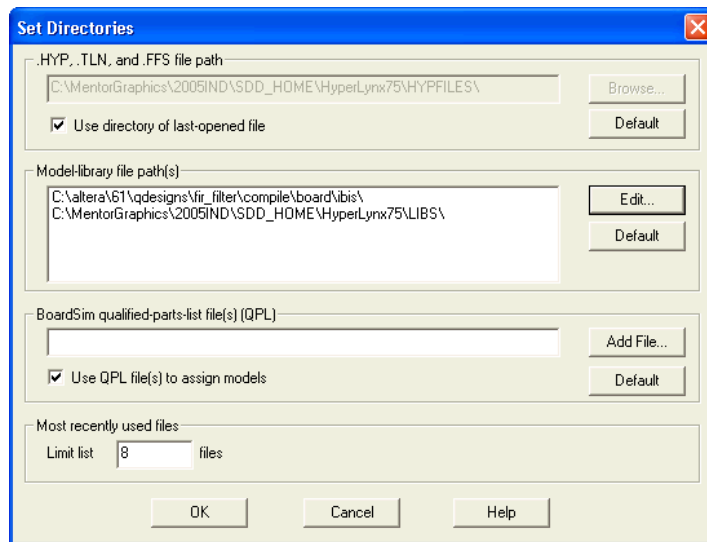 Set Directories
.HYP, .TLN, and .FFS file path
C:\MentorGraphics\2005IND\SDD_HOME\HyperLynx75\HYPFILES\
Browse...
Use directory of last-opened file
Default
Model-library file path(s)
C:\altera\61\qdesigns\fir_filter\compile\board\ibis\
C:\MentorGraphics\2005IND\SDD_HOME\HyperLynx75\LIBS\
Edit...
Default
BoardSim qualified-parts-list file(s) (QPL)
Add File...
Use QPL file(s) to assign models
Default
Most recently used files
Limit list 8 files
OK Cancel Help